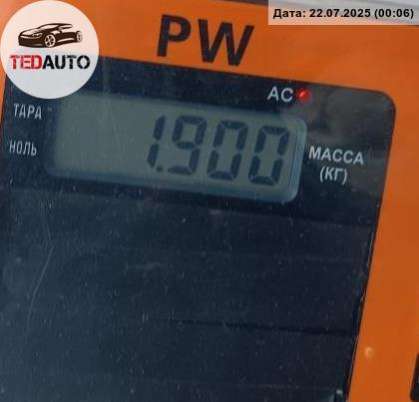 Дата: 22.07.2025 (00:06)
TEDAUTO
PW
AC
ТАРА
НОЛЬ
1.900
МАССА
(КГ)